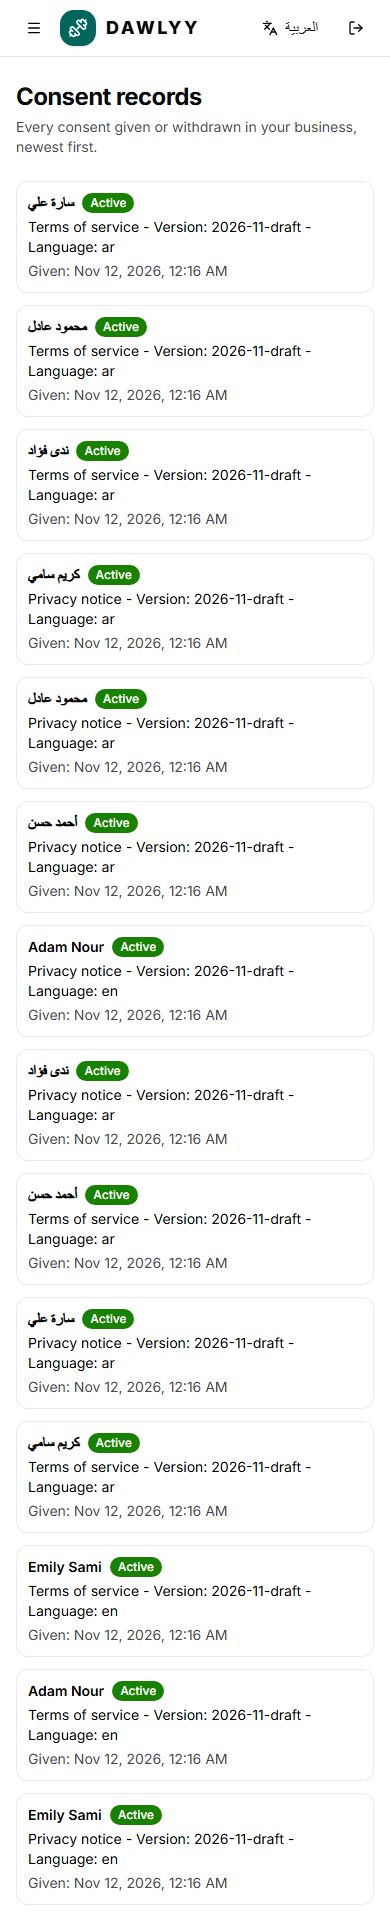 DAWLYY
العربية
Consent records
Every consent given or withdrawn in your business,
newest first.
سارة علي Active
Terms of service - Version: 2026-11-draft -
Language: ar
Given: Nov 12, 2026, 12:16 AM
محمود عادل Active
Terms of service - Version: 2026-11-draft -
Language: ar
Given: Nov 12, 2026, 12:16 AM
ندى فؤاد Active
Terms of service - Version: 2026-11-draft -
Language: ar
Given: Nov 12, 2026, 12:16 AM
كريم سامي Active
Privacy notice - Version: 2026-11-draft -
Language: ar
Given: Nov 12, 2026, 12:16 AM
محمود عادل Active
Privacy notice - Version: 2026-11-draft -
Language: ar
Given: Nov 12, 2026, 12:16 AM
أحمد حسن Active
Privacy notice - Version: 2026-11-draft -
Language: ar
Given: Nov 12, 2026, 12:16 AM
Adam Nour Active
Privacy notice - Version: 2026-11-draft -
Language: en
Given: Nov 12, 2026, 12:16 AM
ندى فؤاد Active
Privacy notice - Version: 2026-11-draft -
Language: ar
Given: Nov 12, 2026, 12:16 AM
أحمد حسن Active
Terms of service - Version: 2026-11-draft -
Language: ar
Given: Nov 12, 2026, 12:16 AM
سارة علي Active
Privacy notice - Version: 2026-11-draft -
Language: ar
Given: Nov 12, 2026, 12:16 AM
كريم سامي Active
Terms of service - Version: 2026-11-draft -
Language: ar
Given: Nov 12, 2026, 12:16 AM
Emily Sami Active
Terms of service - Version: 2026-11-draft -
Language: en
Given: Nov 12, 2026, 12:16 AM
Adam Nour Active
Terms of service - Version: 2026-11-draft -
Language: en
Given: Nov 12, 2026, 12:16 AM
Emily Sami Active
Privacy notice - Version: 2026-11-draft -
Language: en
Given: Nov 12, 2026, 12:16 AM